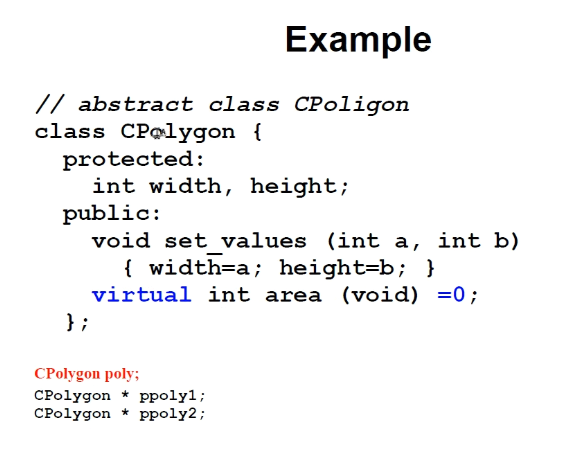 Example
// abstract class CPoligon
class CPolygon {
protected:
int width, height;
public:
void set_values (int a, int b)
{ width=a; height=b; }
virtual int area (void) =0;
};
CPolygon poly;
CPolygon * ppoly1;
CPolygon * ppoly2;